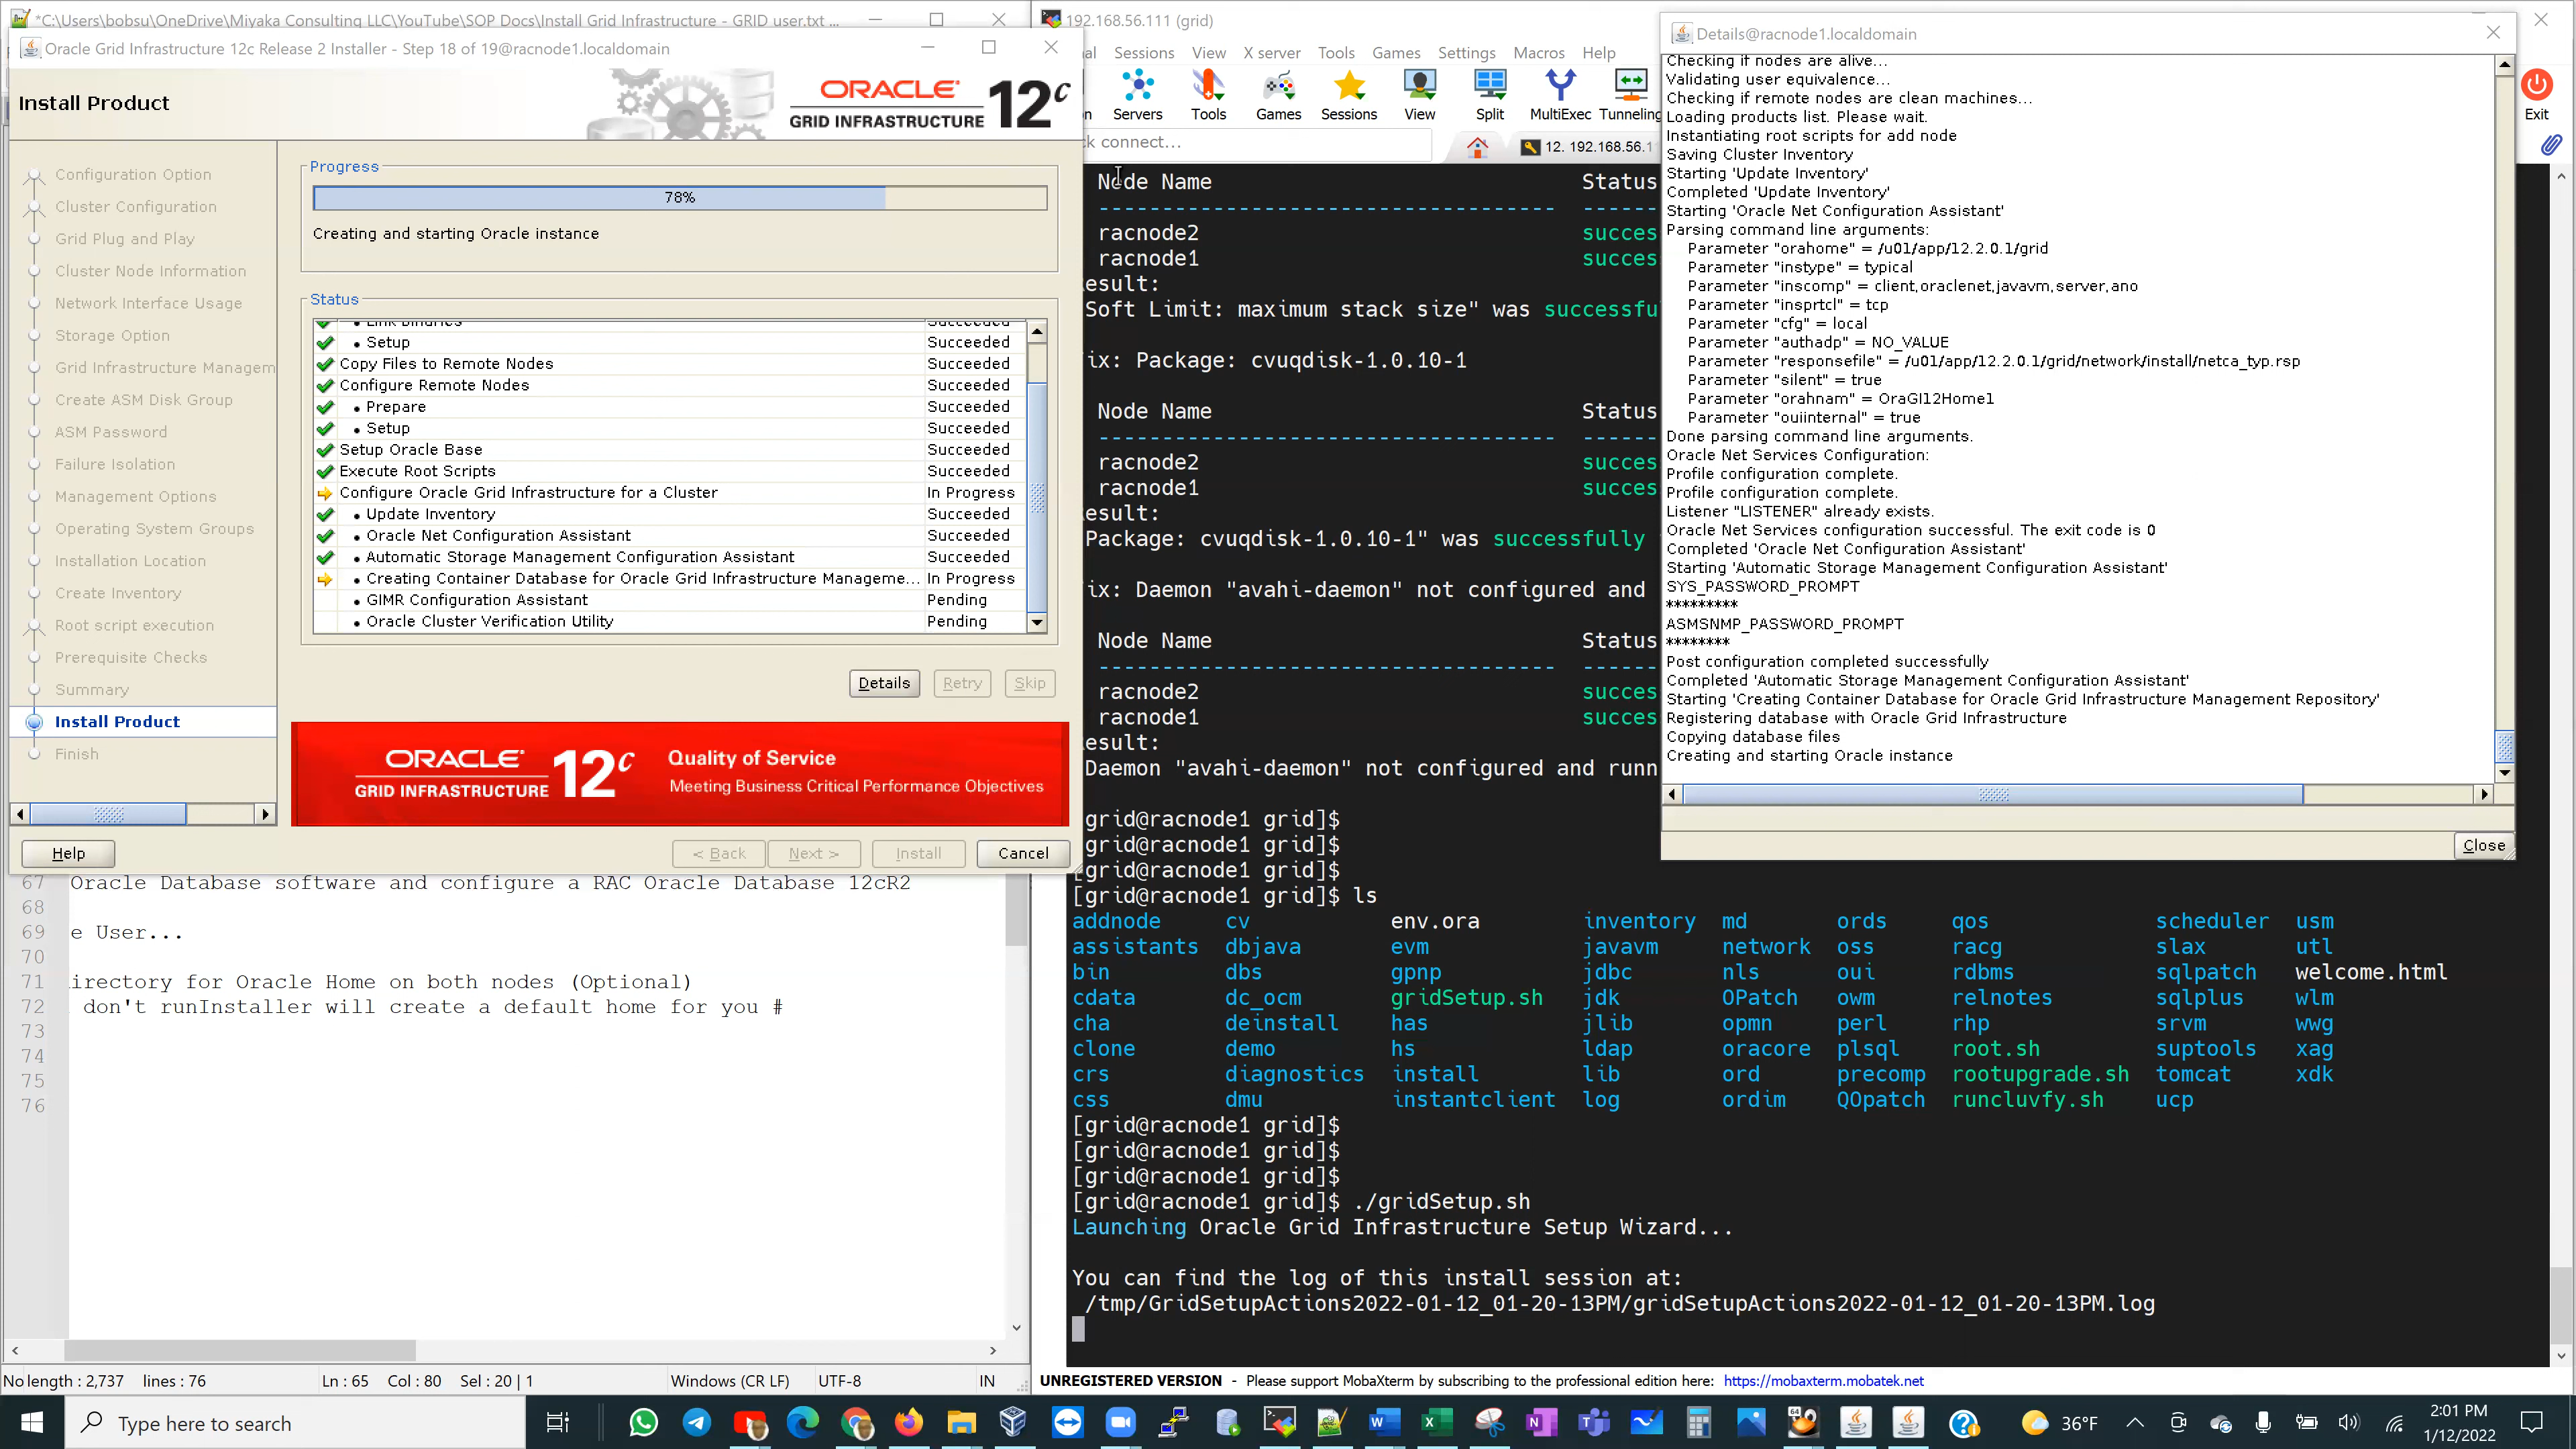 *C:\Users\bobsu\OneDrive\Miyaka Consulting LLC\YouTube\SOP Docs\Install Grid Infrastructure - GRID user.txt ...
Oracle Grid Infrastructure 12c Release 2 Installer - Step 18 of 19@racnode1.localdomain
Install Product
ORACLE
GRID INFRASTRUCTURE 12c
Configuration Option
Cluster Configuration
Grid Plug and Play
Cluster Node Information
Network Interface Usage
Storage Option
Grid Infrastructure Managem
Create ASM Disk Group
ASM Password
Failure Isolation
Management Options
Operating System Groups
Installation Location
Create Inventory
Root script execution
Prerequisite Checks
Summary
Install Product
Finish
Progress
78%
Creating and starting Oracle instance
Status
• Link Binaries Succeeded
• Setup Succeeded
Copy Files to Remote Nodes Succeeded
Configure Remote Nodes Succeeded
• Prepare Succeeded
• Setup Succeeded
Setup Oracle Base Succeeded
Execute Root Scripts Succeeded
Configure Oracle Grid Infrastructure for a Cluster In Progress
• Update Inventory Succeeded
• Oracle Net Configuration Assistant Succeeded
• Automatic Storage Management Configuration Assistant Succeeded
• Creating Container Database for Oracle Grid Infrastructure Manageme... In Progress
• GIMR Configuration Assistant Pending
• Oracle Cluster Verification Utility Pending
Details Retry Skip
ORACLE
GRID INFRASTRUCTURE 12c
Quality of Service
Meeting Business Critical Performance Objectives
Help < Back Next > Install Cancel
67 Oracle Database software and configure a RAC Oracle Database 12cR2
68
69 e User...
70
71 irectory for Oracle Home on both nodes (Optional)
72 don't runInstaller will create a default home for you #
73
74
75
76
No length : 2,737 lines : 76 Ln : 65 Col : 80 Sel : 20 | 1 Windows (CR LF) UTF-8 IN
192.168.56.111 (grid)
al Sessions View X server Tools Games Settings Macros Help
n Servers Tools Games Sessions View Split MultiExec Tunneling
Exit
ck connect...
12. 192.168.56.11
Node Name Status
racnode2 succes
racnode1 succes
esult:
Soft Limit: maximum stack size" was successfu
ix: Package: cvuqdisk-1.0.10-1
Node Name Status
racnode2 succes
racnode1 succes
esult:
Package: cvuqdisk-1.0.10-1" was successfully
ix: Daemon "avahi-daemon" not configured and
Node Name Status
racnode2 succes
racnode1 succes
esult:
Daemon "avahi-daemon" not configured and runn
grid@racnode1 grid]$
grid@racnode1 grid]$
grid@racnode1 grid]$
[grid@racnode1 grid]$ ls
addnode cv env.ora inventory md ords qos scheduler usm
assistants dbjava evm javavm network oss racg slax utl
bin dbs gpnp jdbc nls oui rdbms sqlpatch welcome.html
cdata dc_ocm gridSetup.sh jdk OPatch owm relnotes sqlplus wlm
cha deinstall has jlib opmn perl rhp srvm wwg
clone demo hs ldap oracore plsql root.sh suptools xag
crs diagnostics install lib ord precomp rootupgrade.sh tomcat xdk
css dmu instantclient log ordim QOpatch runcluvfy.sh ucp
[grid@racnode1 grid]$
[grid@racnode1 grid]$
[grid@racnode1 grid]$
[grid@racnode1 grid]$ ./gridSetup.sh
Launching Oracle Grid Infrastructure Setup Wizard...
You can find the log of this install session at:
/tmp/GridSetupActions2022-01-12_01-20-13PM/gridSetupActions2022-01-12_01-20-13PM.log
UNREGISTERED VERSION - Please support MobaXterm by subscribing to the professional edition here: https://mobaxterm.mobatek.net
Details@racnode1.localdomain
Checking if nodes are alive...
Validating user equivalence...
Checking if remote nodes are clean machines...
Loading products list. Please wait.
Instantiating root scripts for add node
Saving Cluster Inventory
Starting 'Update Inventory'
Completed 'Update Inventory'
Starting 'Oracle Net Configuration Assistant'
Parsing command line arguments:
Parameter "orahome" = /u01/app/12.2.0.1/grid
Parameter "instype" = typical
Parameter "inscomp" = client,oraclenet,javavm,server,ano
Parameter "insprtcl" = tcp
Parameter "cfg" = local
Parameter "authadp" = NO_VALUE
Parameter "responsefile" = /u01/app/12.2.0.1/grid/network/install/netca_typ.rsp
Parameter "silent" = true
Parameter "orahnam" = OraGI12Home1
Parameter "ouiinternal" = true
Done parsing command line arguments.
Oracle Net Services Configuration:
Profile configuration complete.
Profile configuration complete.
Listener "LISTENER" already exists.
Oracle Net Services configuration successful. The exit code is 0
Completed 'Oracle Net Configuration Assistant'
Starting 'Automatic Storage Management Configuration Assistant'
SYS_PASSWORD_PROMPT
*********
ASMSNMP_PASSWORD_PROMPT
********
Post configuration completed successfully
Completed 'Automatic Storage Management Configuration Assistant'
Starting 'Creating Container Database for Oracle Grid Infrastructure Management Repository'
Registering database with Oracle Grid Infrastructure
Copying database files
Creating and starting Oracle instance
Close
Type here to search
36°F
2:01 PM
1/12/2022